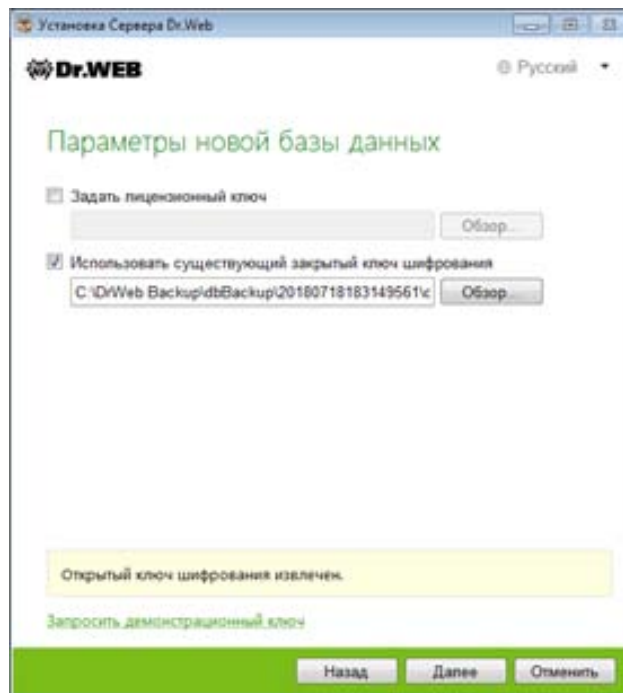 Установка Сервера Dr.Web
Dr.WEB
Русский
Параметры новой базы данных
Задать лицензионный ключ
Обзор...
Использовать существующий закрытый ключ шифрования
C:\DrWeb Backup\dbBackup\20180718183149561\c
Обзор...
Открытый ключ шифрования извлечен.
Запросить демонстрационный ключ
Назад
Далее
Отменить